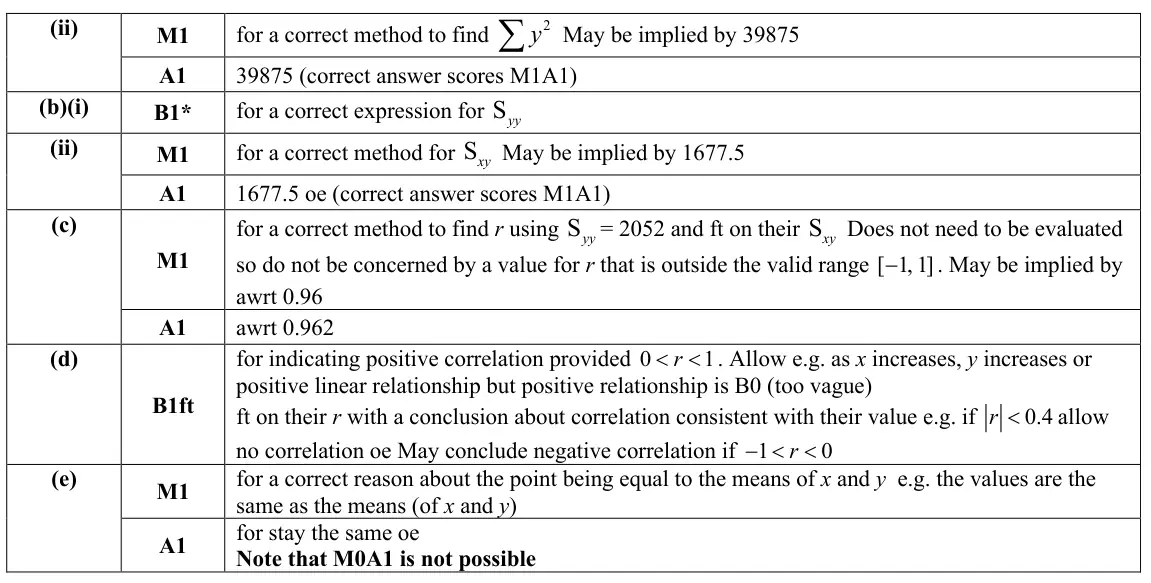 (ii) M1 for a correct method to find ∑y² May be implied by 39875
A1 39875 (correct answer scores M1A1)
(b)(i) B1* for a correct expression for S_yy
(ii) M1 for a correct method for S_xy May be implied by 1677.5
A1 1677.5 oe (correct answer scores M1A1)
(c) M1 for a correct method to find r using S_yy = 2052 and ft on their S_xy Does not need to be evaluated
so do not be concerned by a value for r that is outside the valid range [−1, 1]. May be implied by
awrt 0.96
A1 awrt 0.962
(d) B1ft for indicating positive correlation provided 0 < r < 1. Allow e.g. as x increases, y increases or
positive linear relationship but positive relationship is B0 (too vague)
ft on their r with a conclusion about correlation consistent with their value e.g. if |r| < 0.4 allow
no correlation oe May conclude negative correlation if −1 < r < 0
(e) M1 for a correct reason about the point being equal to the means of x and y e.g. the values are the
same as the means (of x and y)
A1 for stay the same oe
Note that M0A1 is not possible